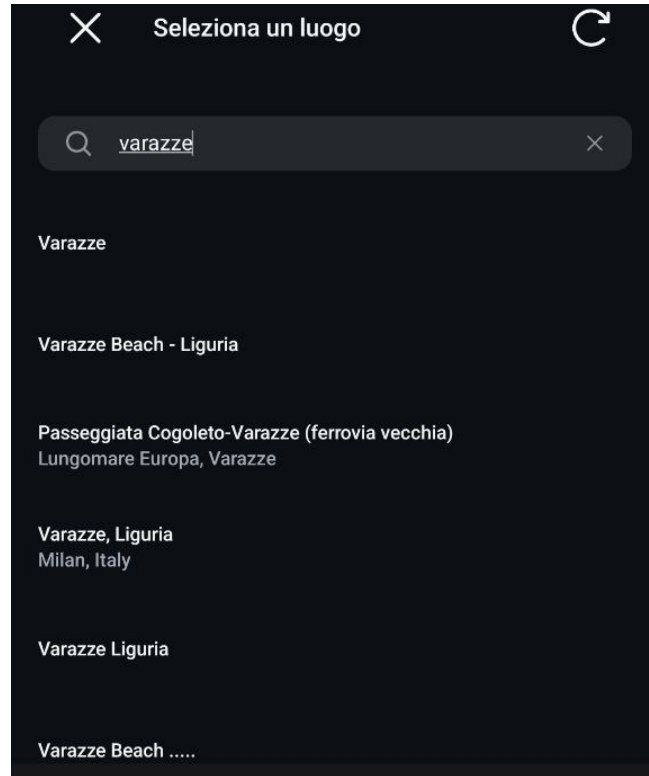 Seleziona un luogo
varazze
Varazze
Varazze Beach - Liguria
Passeggiata Cogoleto-Varazze (ferrovia vecchia)
Lungomare Europa, Varazze
Varazze, Liguria
Milan, Italy
Varazze Liguria
Varazze Beach .....